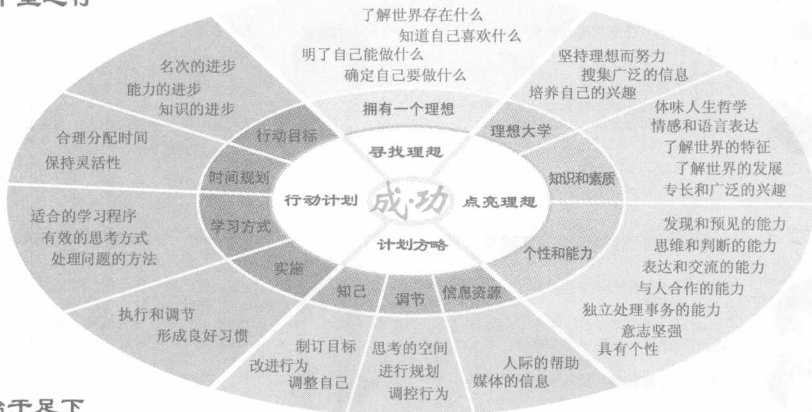 了解世界存在什么
知道自己喜欢什么
明了自己能做什么
确定自己要做什么
拥有一个理想
寻找理想
坚持理想而努力
搜集广泛的信息
培养自己的兴趣
理想大学
体味人生哲学
情感和语言表达
了解世界的特征
了解世界的发展
专长和广泛的兴趣
知识和素质
点亮理想
发现和预见的能力
思维和判断的能力
表达和交流的能力
与人合作的能力
独立处理事务的能力
意志坚强
具有个性
个性和能力
人际的帮助
媒体的信息
信息资源
思考的空间
进行规划
调控行为
调节
制订目标
改进行为
调整自己
知己
计划方略
执行和调节
形成良好习惯
实施
适合的学习程序
有效的思考方式
处理问题的方法
学习方式
合理分配时间
保持灵活性
时间规划
名次的进步
能力的进步
知识的进步
行动目标
行动计划
成·功
于足下